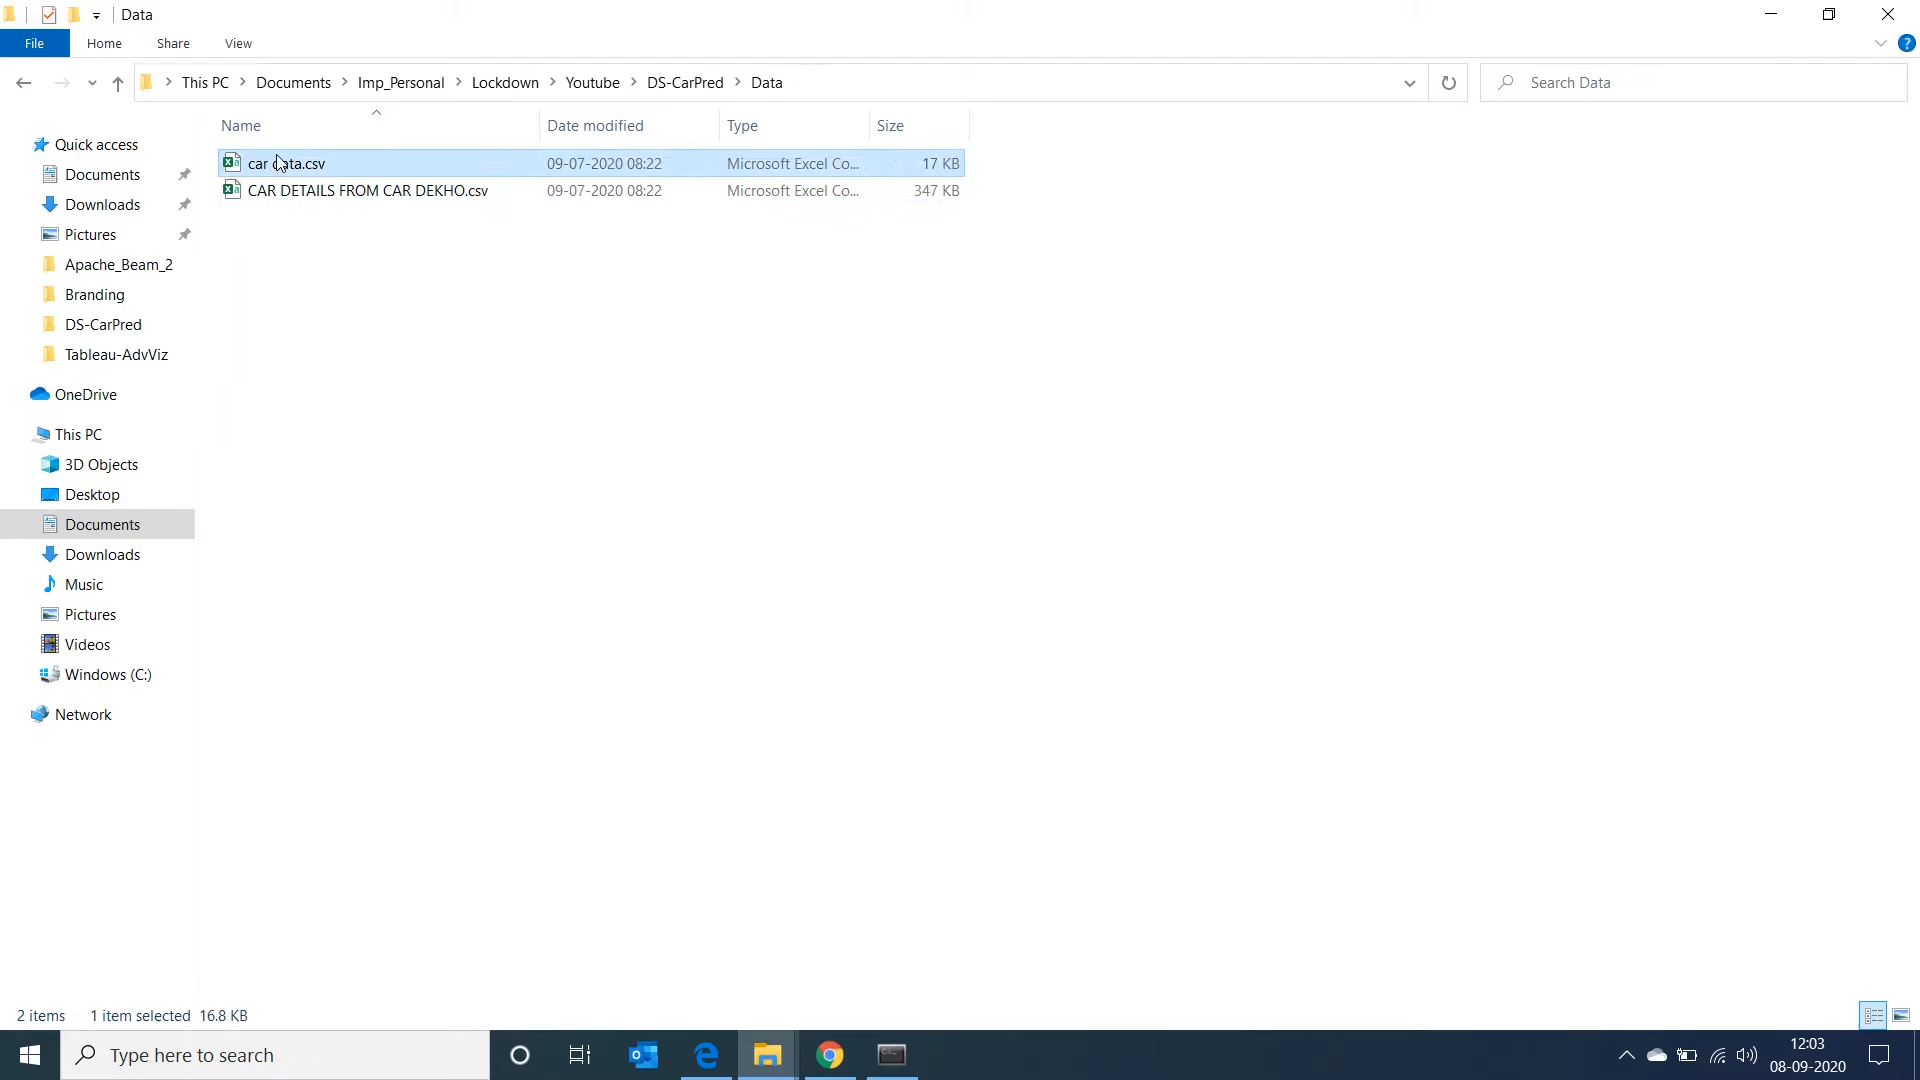 Data
File Home Share View
This PC Documents Imp_Personal Lockdown Youtube DS-CarPred Data
Search Data
Name Date modified Type Size
car data.csv 09-07-2020 08:22 Microsoft Excel Co... 17 KB
CAR DETAILS FROM CAR DEKHO.csv 09-07-2020 08:22 Microsoft Excel Co... 347 KB
Quick access
Documents
Downloads
Pictures
Apache_Beam_2
Branding
DS-CarPred
Tableau-AdvViz
OneDrive
This PC
3D Objects
Desktop
Documents
Downloads
Music
Pictures
Videos
Windows (C:)
Network
2 items 1 item selected 16.8 KB
Type here to search
12:03
08-09-2020